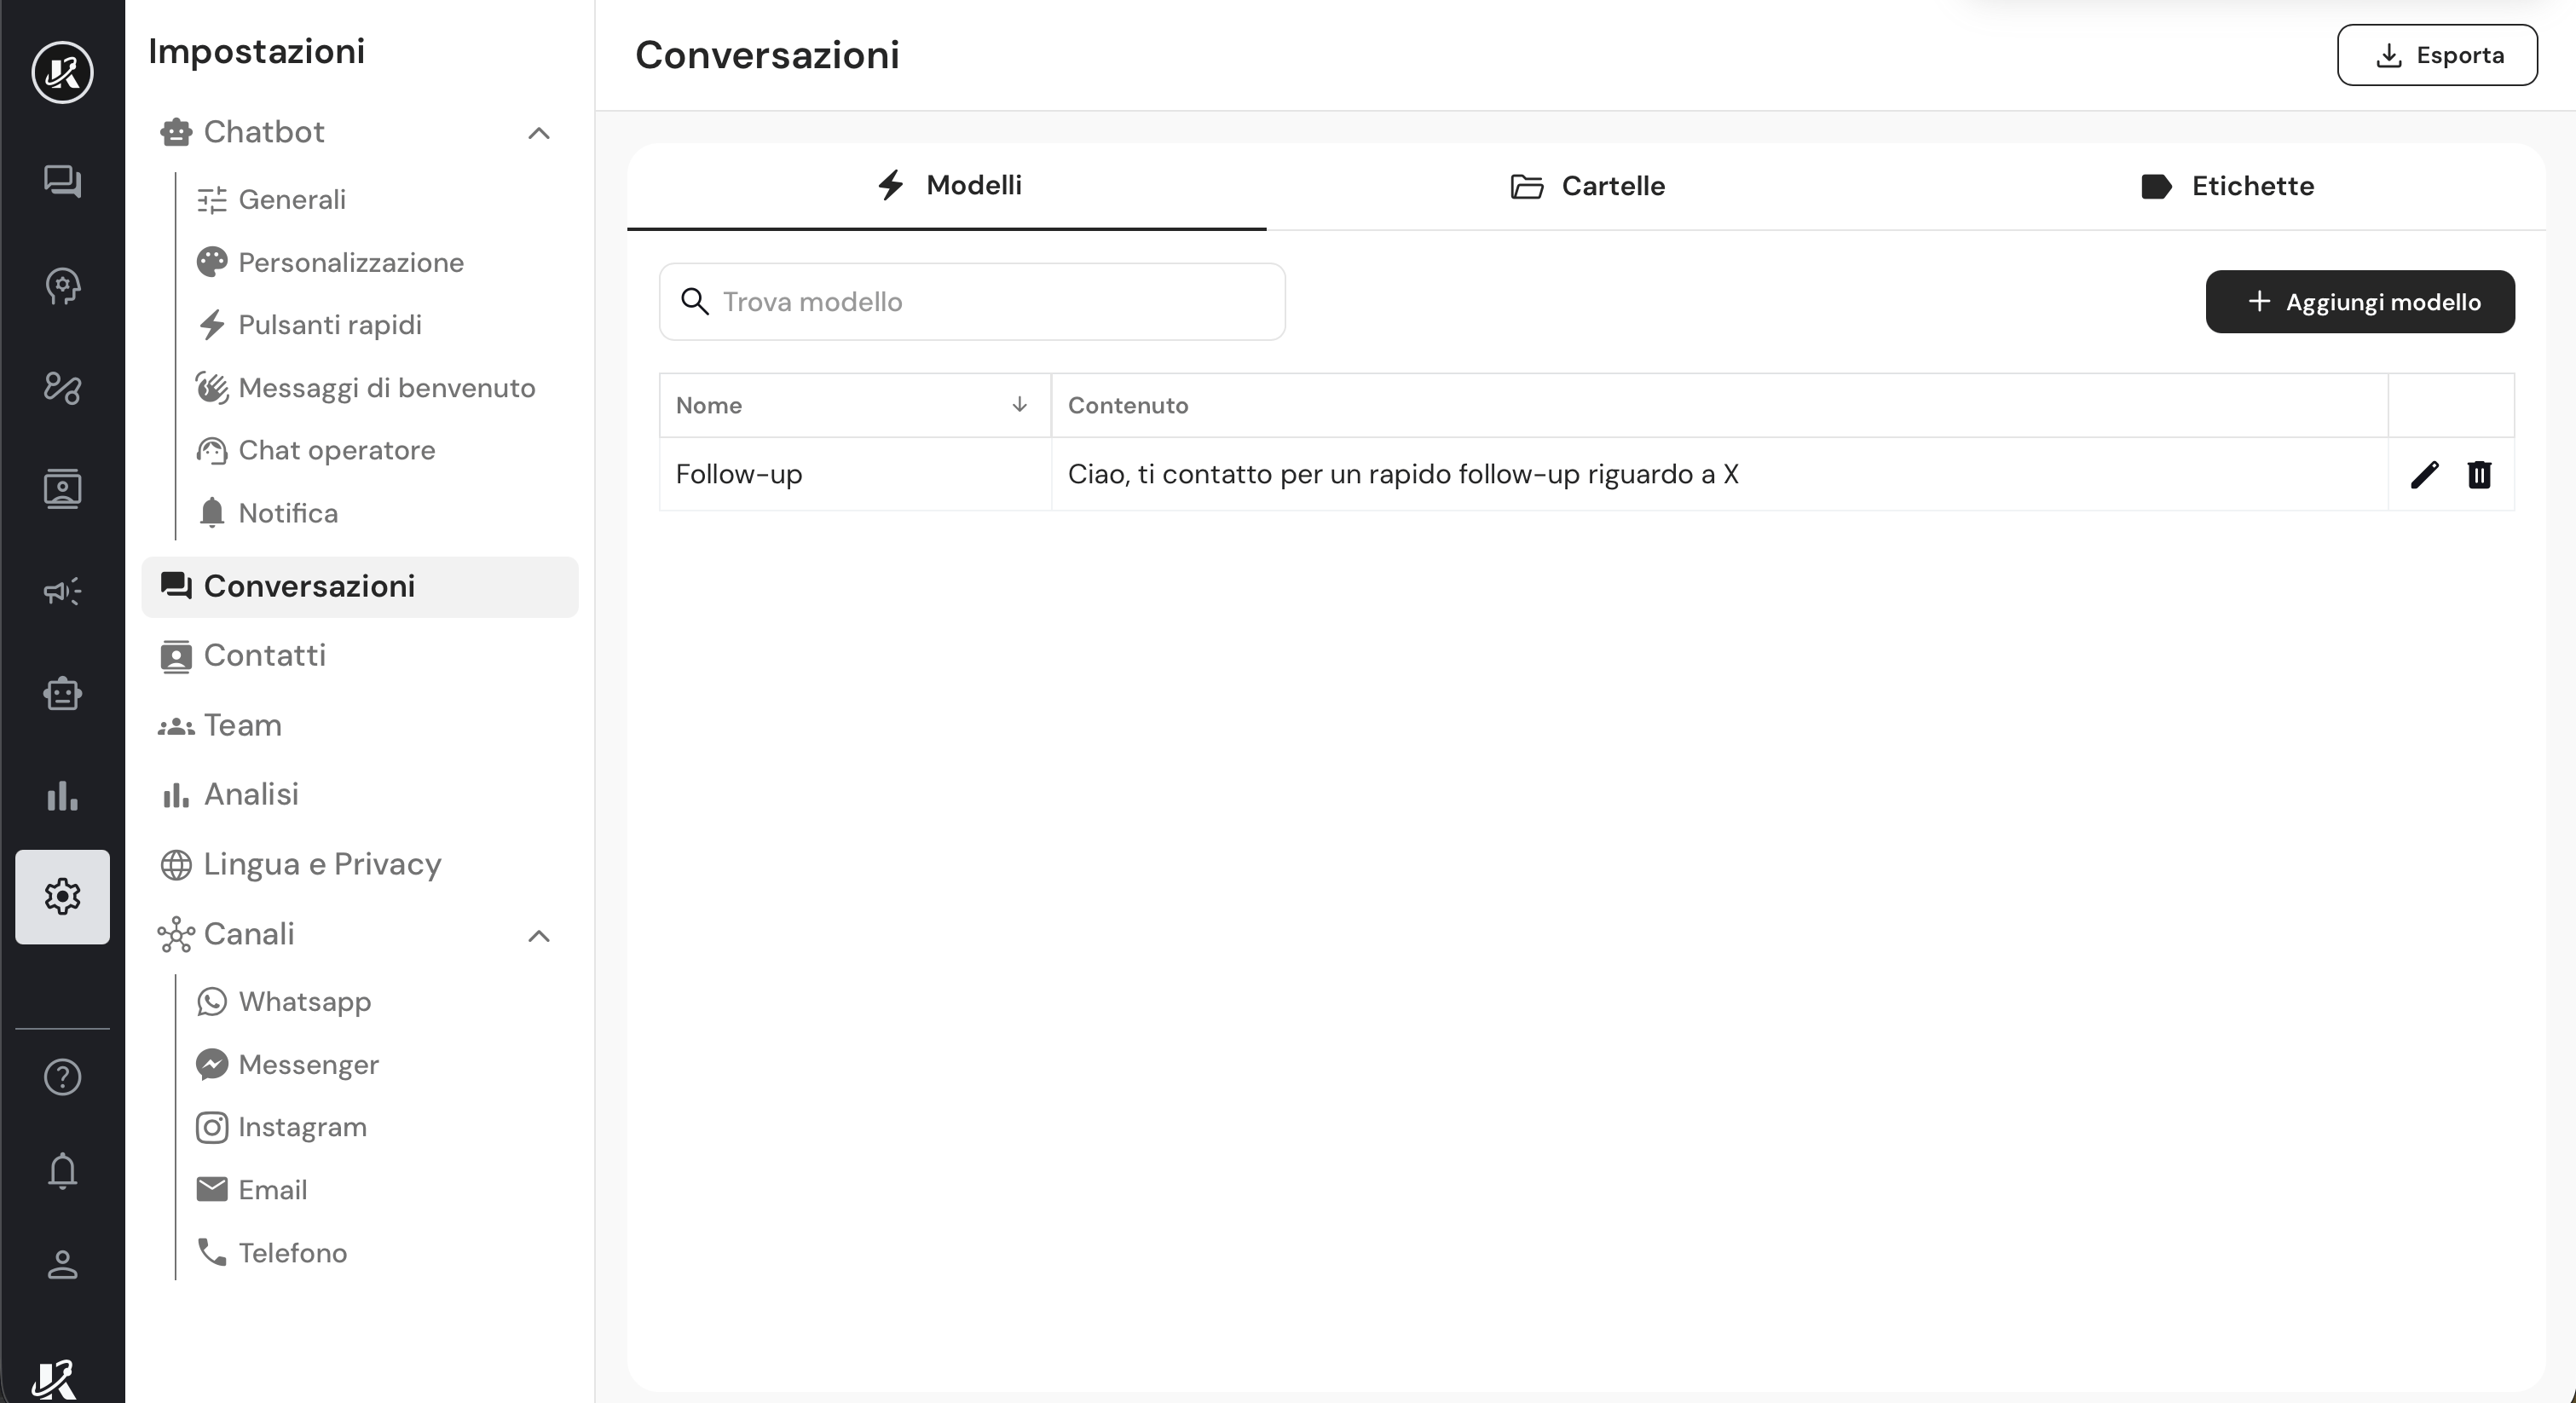 Impostazioni
Chatbot
Generali
Personalizzazione
Pulsanti rapidi
Messaggi di benvenuto
Chat operatore
Notifica
Conversazioni
Contatti
Team
Analisi
Lingua e Privacy
Canali
Whatsapp
Messenger
Instagram
Email
Telefono
Conversazioni
Esporta
Modelli
Cartelle
Etichette
Trova modello
Aggiungi modello
Nome
Contenuto
Follow-up
Ciao, ti contatto per un rapido follow-up riguardo a X